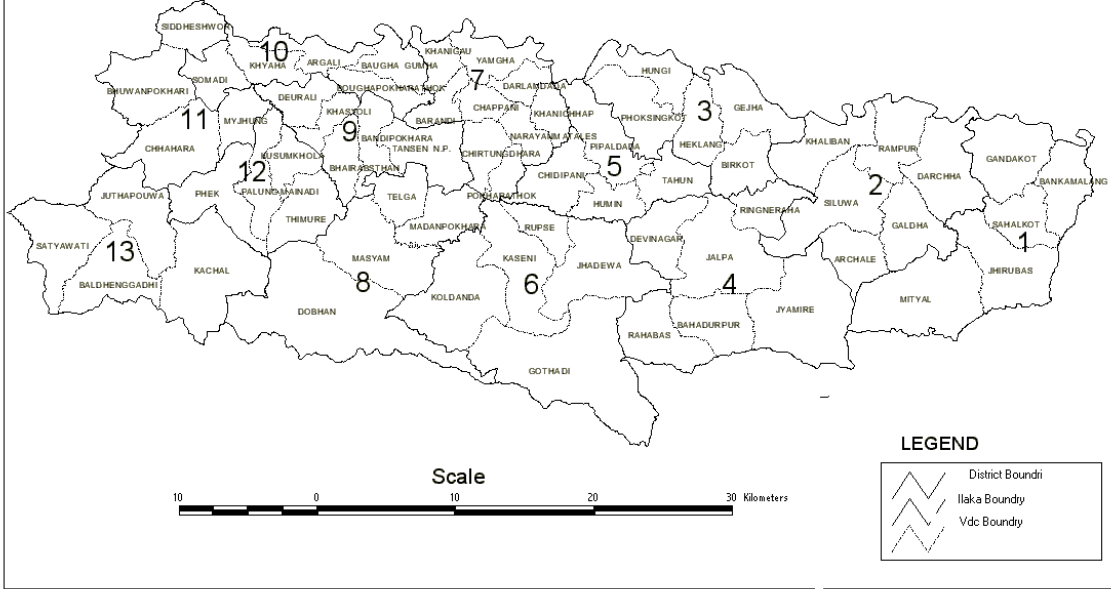 SIDDHESHWOR
10
KHYAHA
ARGALI
BAUGHA GUMHA
KHANIGAU
YAMGHA
7
DARLAMDADA
HUNGI
3
GEJHA
SOMADI
BHUWANPOKHARI
11
DEURALI
BOUGHAPOKHARATHOK
CHAPPANI
KHANICHHAP
PHOKSINGKOT
MYJHUNG
KHASYOLI
9
BARANDI
BANDIPOKHARA
TANSEN N.P.
NARAYANMATALES
PIPALDADA
HEKLANG
KHALIBAN
RAMPUR
CHHAHARA
KUSUMKHOLA
12
BHAIRABSTHAN
CHIRTUNGDHARA
CHIDIPANI
5
BIRKOT
GANDAKOT
BANKAMALANG
DARCHHA
TAHUN
2
JUTHAPOUWA
PHEK
PALUNGMAINADI
TELGA
POKHARATHOK
HUMIN
RINGNERAHA
SILUWA
THIMURE
MADANPOKHARA
RUPSE
GALDHA
SAHALKOT
1
SATYAWATI
13
DEVINAGAR
MASYAM
KASENI
JHADEWA
JALPA
ARCHALE
KACHAL
8
6
4
JHIRUBAS
BALDHENGGADHI
KOLDANDA
MITYAL
DOBHAN
JYAMIRE
RAHABAS
BAHADURPUR
GOTHADI
LEGEND
District Boundri
Ilaka Boundry
Vdc Boundry
Scale
10 0 10 20 30 Kilometers